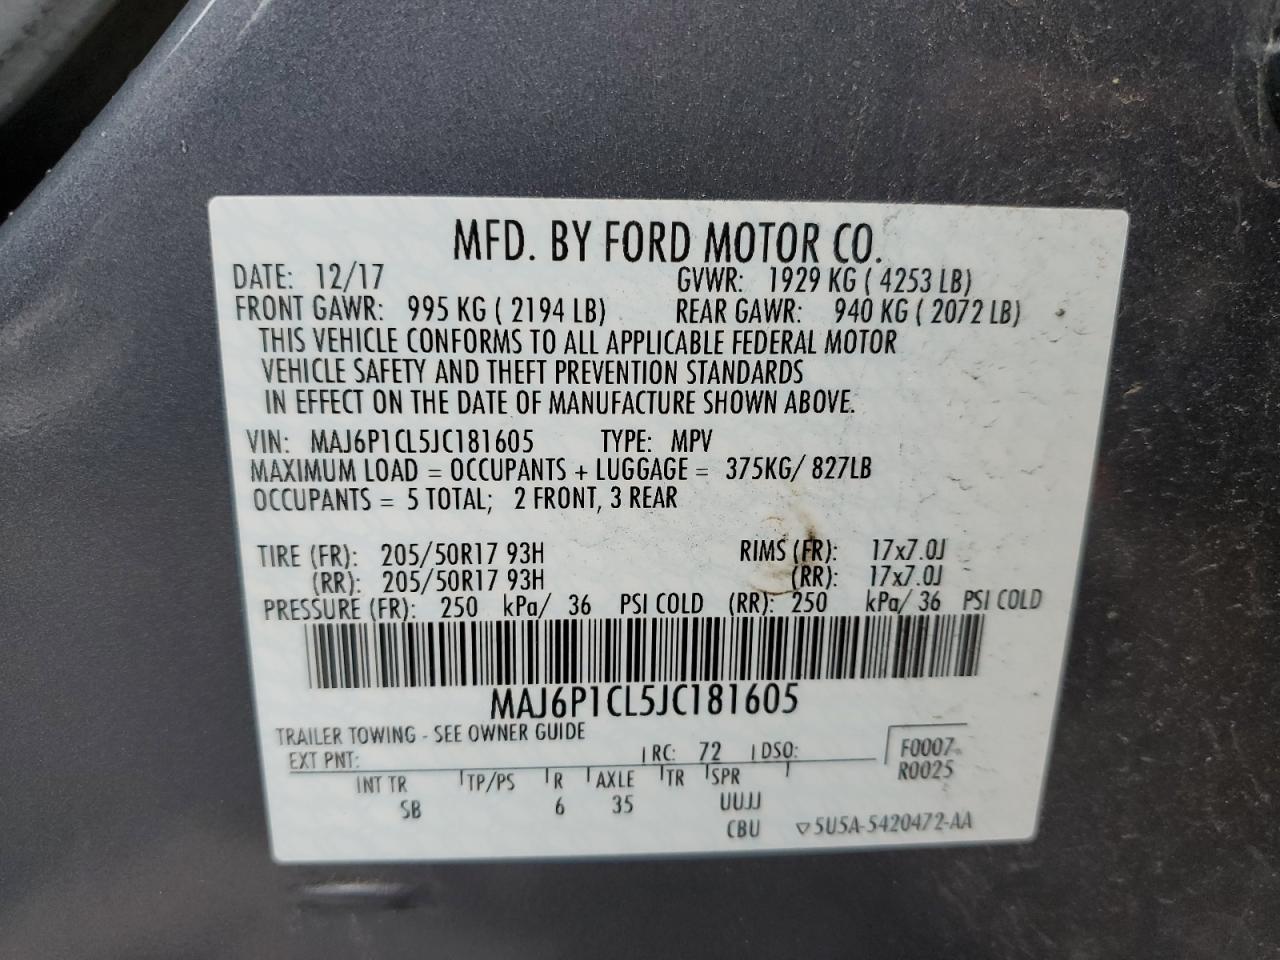 MFD. BY FORD MOTOR CO.
DATE: 12/17 GVWR: 1929 KG ( 4253 LB)
FRONT GAWR: 995 KG ( 2194 LB) REAR GAWR: 940 KG ( 2072 LB)
THIS VEHICLE CONFORMS TO ALL APPLICABLE FEDERAL MOTOR
VEHICLE SAFETY AND THEFT PREVENTION STANDARDS
IN EFFECT ON THE DATE OF MANUFACTURE SHOWN ABOVE.
VIN: MAJ6P1CL5JC181605 TYPE: MPV
MAXIMUM LOAD = OCCUPANTS + LUGGAGE = 375KG/ 827LB
OCCUPANTS = 5 TOTAL; 2 FRONT, 3 REAR
TIRE (FR): 205/50R17 93H RIMS (FR): 17x7.0J
(RR): 205/50R17 93H (RR): 17x7.0J
PRESSURE (FR): 250 kPa/ 36 PSI COLD (RR): 250 kPa/ 36 PSI COLD
MAJ6P1CL5JC181605
TRAILER TOWING - SEE OWNER GUIDE
EXT PNT: RC: 72 DSO: F0007
R0025
INT TR TP/PS R AXLE TR SPR
SB 6 35 UUJJ
CBU ▽5U5A-5420472-AA